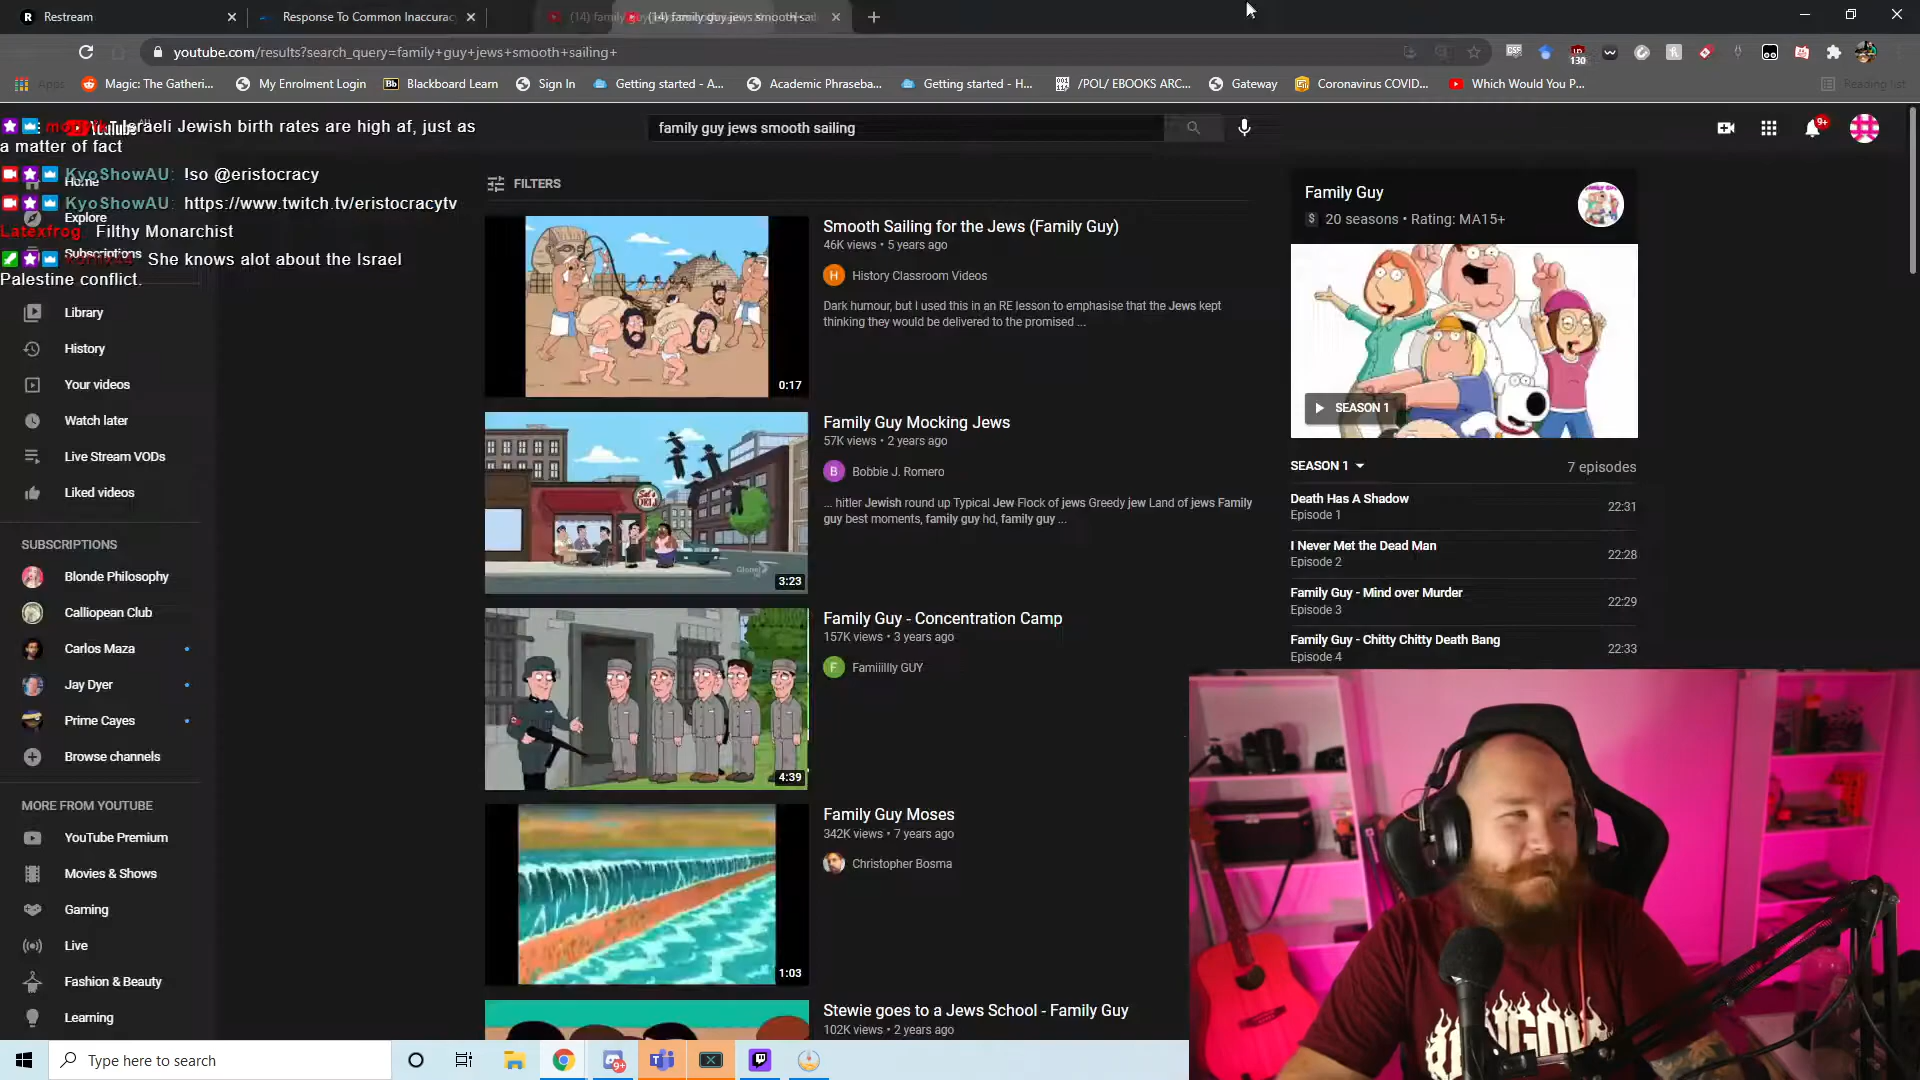 Restream
Response To Common Inaccurac
(14) family guy jews smooth sail
youtube.com/results?search_query=family+guy+jews+smooth+sailing+
130
Apps
Magic: The Gatheri...
My Enrolment Login
Bb Blackboard Learn
Sign In
Getting started - A...
Academic Phraseba...
Getting started - H...
/POL/ EBOOKS ARC...
Gateway
Coronavirus COVID...
Which Would You P...
Reading list
YouTube
Israeli Jewish birth rates are high af, just as
a matter of fact
KyoShowAU: !so @eristocracy
Home
KyoShowAU: https://www.twitch.tv/eristocracytv
Explore
Latexfrog Filthy Monarchist
Subscriptions
She knows alot about the Israel
Palestine conflict.
Library
History
Your videos
Watch later
Live Stream VODs
Liked videos
SUBSCRIPTIONS
Blonde Philosophy
Calliopean Club
Carlos Maza
Jay Dyer
Prime Cayes
Browse channels
MORE FROM YOUTUBE
YouTube Premium
Movies & Shows
Gaming
Live
Fashion & Beauty
Learning
family guy jews smooth sailing
9+
FILTERS
Smooth Sailing for the Jews (Family Guy)
46K views • 5 years ago
H History Classroom Videos
Dark humour, but I used this in an RE lesson to emphasise that the Jews kept
thinking they would be delivered to the promised ...
0:17
Family Guy Mocking Jews
57K views • 2 years ago
B Bobbie J. Romero
... hitler Jewish round up Typical Jew Flock of jews Greedy jew Land of jews Family
guy best moments, family guy hd, family guy ...
3:23
Family Guy - Concentration Camp
157K views • 3 years ago
F Famiiillly GUY
4:39
Family Guy Moses
342K views • 7 years ago
Christopher Bosma
1:03
Stewie goes to a Jews School - Family Guy
102K views • 2 years ago
Family Guy
$ 20 seasons • Rating: MA15+
SEASON 1
SEASON 1
7 episodes
Death Has A Shadow
Episode 1
22:31
I Never Met the Dead Man
Episode 2
22:28
Family Guy - Mind over Murder
Episode 3
22:29
Family Guy - Chitty Chitty Death Bang
Episode 4
22:33
Type here to search
9+